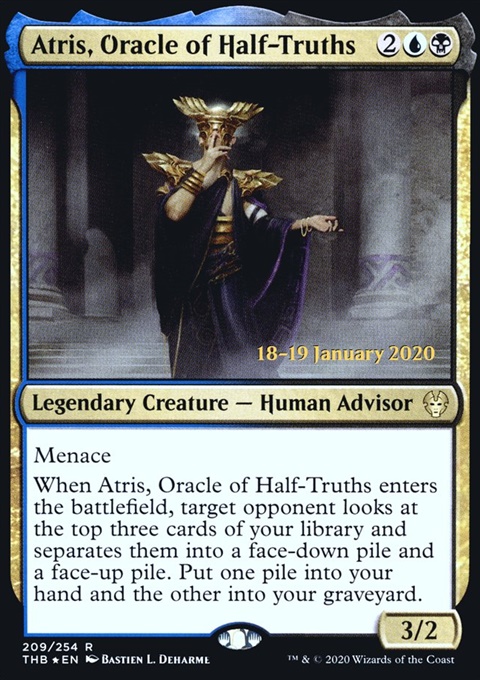 Atris, Oracle of Half-Truths 2
18-19 January 2020
Legendary Creature — Human Advisor
Menace
When Atris, Oracle of Half-Truths enters
the battlefield, target opponent looks at
the top three cards of your library and
separates them into a face-down pile and
a face-up pile. Put one pile into your
hand and the other into your graveyard.
3/2
209/254 R
THB ★ EN Bastien L. Deharme ™ & © 2020 Wizards of the Coast